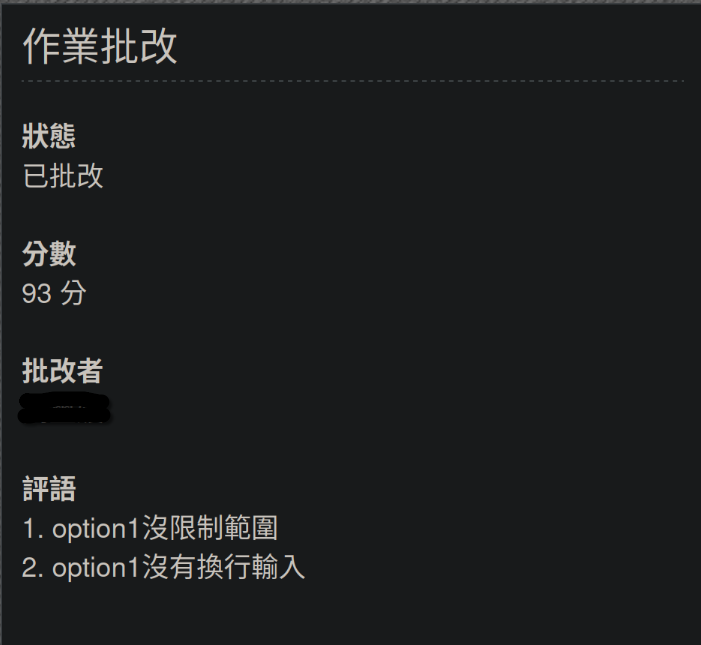 作業批改
狀態
已批改
分數
93 分
批改者
評語
1. option1沒限制範圍
2. option1沒有換行輸入